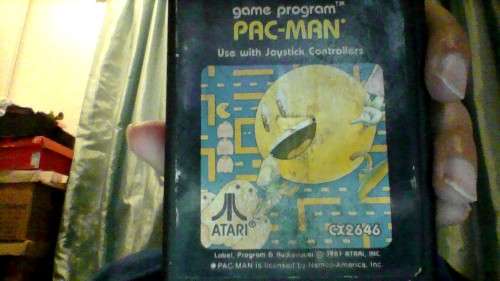 game program™
PAC-MAN®
Use with Joystick Controllers
ATARI®
CX2646
Label, Program & Audiovisual © 1981 ATARI, INC.
PAC-MAN is licensed by Namco-America, Inc.